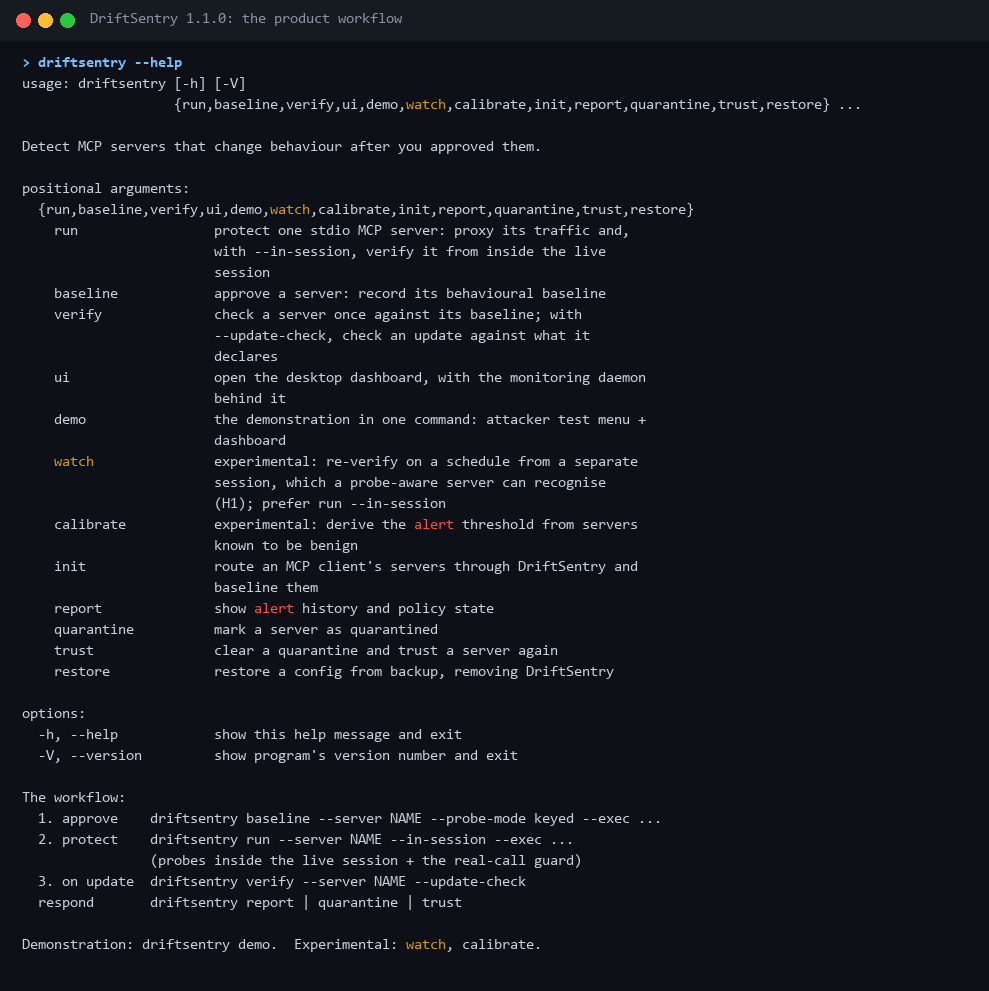 DriftSentry 1.1.0: the product workflow
> driftsentry --help
usage: driftsentry [-h] [-V]
                   {run,baseline,verify,ui,demo,watch,calibrate,init,report,quarantine,trust,restore} ...

Detect MCP servers that change behaviour after you approved them.

positional arguments:
  {run,baseline,verify,ui,demo,watch,calibrate,init,report,quarantine,trust,restore}
    run                 protect one stdio MCP server: proxy its traffic and,
                        with --in-session, verify it from inside the live
                        session
    baseline            approve a server: record its behavioural baseline
    verify              check a server once against its baseline; with
                        --update-check, check an update against what it
                        declares
    ui                  open the desktop dashboard, with the monitoring daemon
                        behind it
    demo                the demonstration in one command: attacker test menu +
                        dashboard
    watch               experimental: re-verify on a schedule from a separate
                        session, which a probe-aware server can recognise
                        (H1); prefer run --in-session
    calibrate           experimental: derive the alert threshold from servers
                        known to be benign
    init                route an MCP client's servers through DriftSentry and
                        baseline them
    report              show alert history and policy state
    quarantine          mark a server as quarantined
    trust               clear a quarantine and trust a server again
    restore             restore a config from backup, removing DriftSentry

options:
  -h, --help            show this help message and exit
  -V, --version         show program's version number and exit

The workflow:
  1. approve    driftsentry baseline --server NAME --probe-mode keyed --exec ...
  2. protect    driftsentry run --server NAME --in-session --exec ...
                (probes inside the live session + the real-call guard)
  3. on update  driftsentry verify --server NAME --update-check
  respond       driftsentry report | quarantine | trust

Demonstration: driftsentry demo.  Experimental: watch, calibrate.